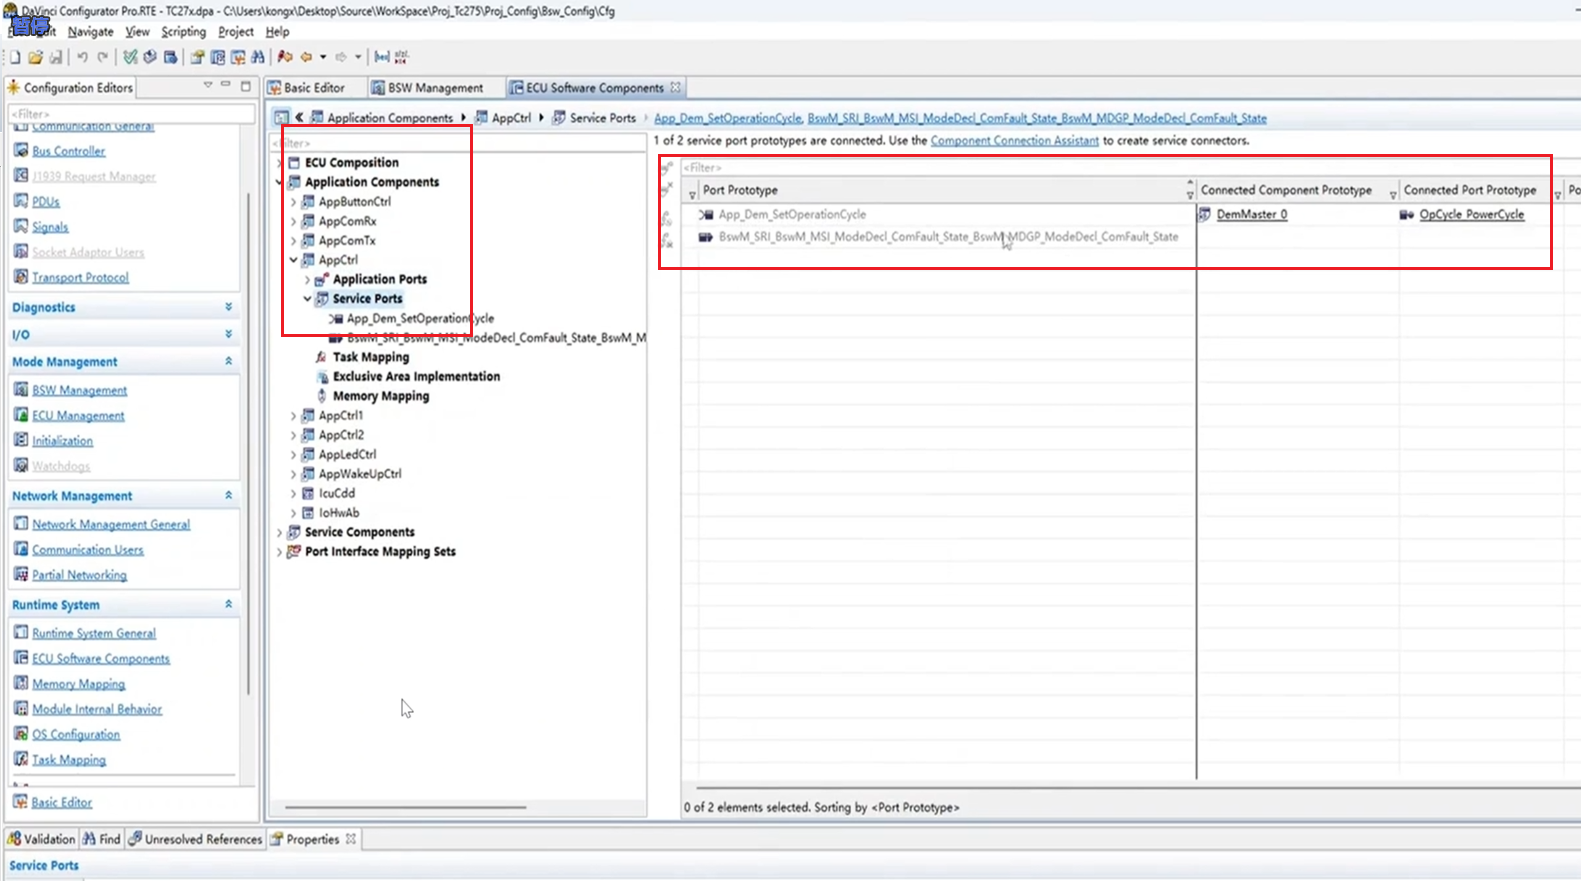 DaVinci Configurator Pro.RTE - TC27x.dpa - C:\Users\kongx\Desktop\Source\WorkSpace\Proj_Tc275\Proj_Config\Bsw_Config\Cfg
暂停
Navigate View Scripting Project Help
Configuration Editors
<Filter>
Communication General
Bus Controller
J1939 Request Manager
PDUs
Signals
Socket Adaptor Users
Transport Protocol
Diagnostics
I/O
Mode Management
BSW Management
ECU Management
Initialization
Watchdogs
Network Management
Network Management General
Communication Users
Partial Networking
Runtime System
Runtime System General
ECU Software Components
Memory Mapping
Module Internal Behavior
OS Configuration
Task Mapping
Basic Editor
Basic Editor BSW Management ECU Software Components
Application Components AppCtrl Service Ports App_Dem_SetOperationCycle, BswM_SRI_BswM_MSI_ModeDecl_ComFault_State_BswM_MDGP_ModeDecl_ComFault_State
<Filter>
ECU Composition
Application Components
AppButtonCtrl
AppComRx
AppComTx
AppCtrl
Application Ports
Service Ports
App_Dem_SetOperationCycle
BswM_SRI_BswM_MSI_ModeDecl_ComFault_State_BswM_M
Task Mapping
Exclusive Area Implementation
Memory Mapping
AppCtrl1
AppCtrl2
AppLedCtrl
AppWakeUpCtrl
IcuCdd
IoHwAb
Service Components
Port Interface Mapping Sets
1 of 2 service port prototypes are connected. Use the Component Connection Assistant to create service connectors.
<Filter>
Port Prototype Connected Component Prototype Connected Port Prototype Po
App_Dem_SetOperationCycle DemMaster_0 OpCycle_PowerCycle
BswM_SRI_BswM_MSI_ModeDecl_ComFault_State_BswM_MDGP_ModeDecl_ComFault_State
0 of 2 elements selected. Sorting by <Port Prototype>
Validation Find Unresolved References Properties
Service Ports